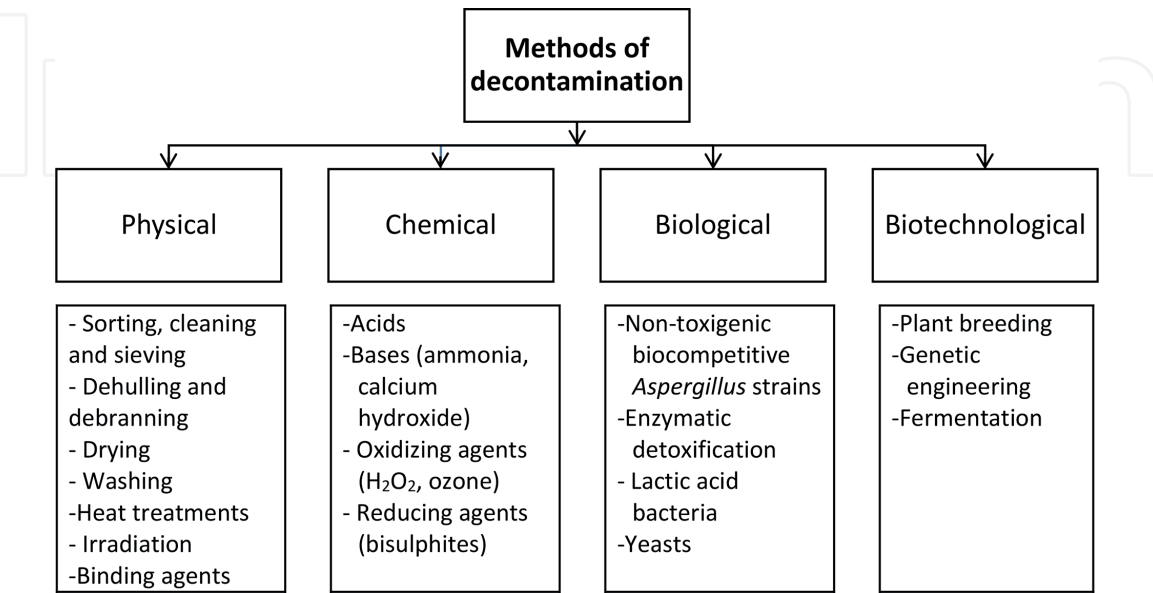 Methods of
decontamination
Physical
Chemical
Biological
Biotechnological
- Sorting, cleaning
and sieving
- Dehulling and
debranning
- Drying
- Washing
-Heat treatments
- Irradiation
-Binding agents
-Acids
-Bases (ammonia,
calcium
hydroxide)
- Oxidizing agents
(H₂O₂, ozone)
- Reducing agents
(bisulphites)
-Non-toxigenic
biocompetitive
Aspergillus strains
-Enzymatic
detoxification
- Lactic acid
bacteria
-Yeasts
-Plant breeding
-Genetic
engineering
-Fermentation